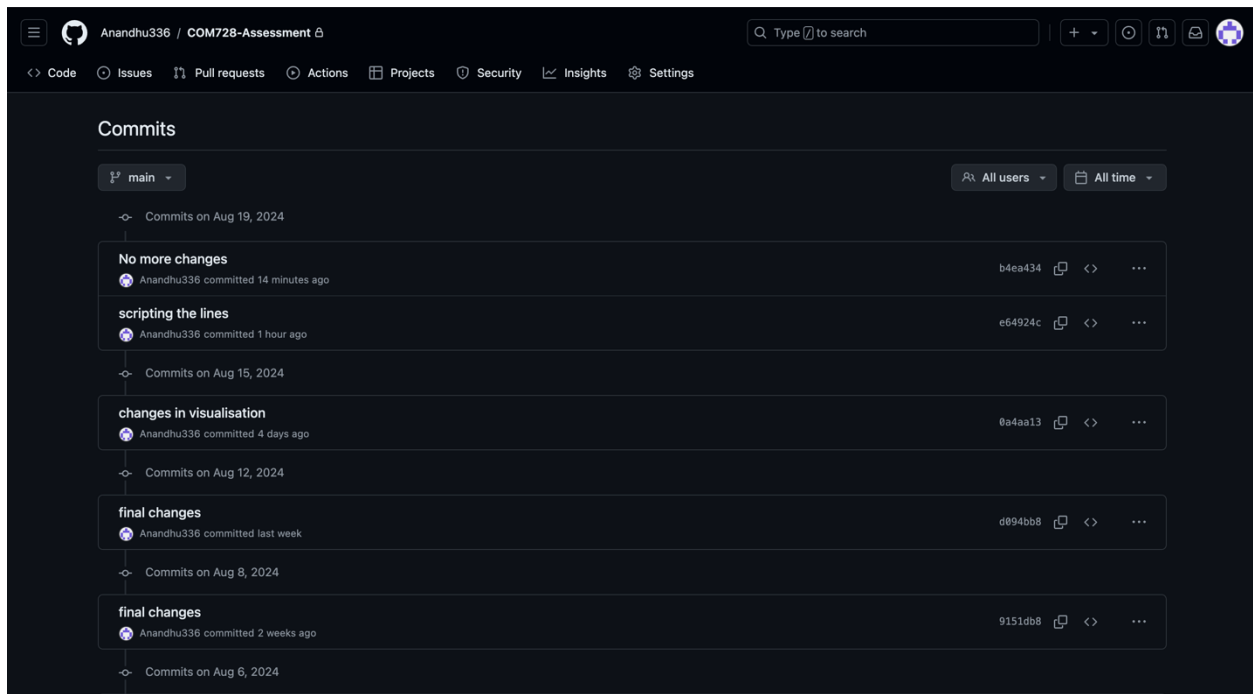 Anandhu336 / COM728-Assessment
Type / to search
Code Issues Pull requests Actions Projects Security Insights Settings
Commits
main
All users All time
Commits on Aug 19, 2024
No more changes
Anandhu336 committed 14 minutes ago
b4ea434
scripting the lines
Anandhu336 committed 1 hour ago
e64924c
Commits on Aug 15, 2024
changes in visualisation
Anandhu336 committed 4 days ago
0a4aa13
Commits on Aug 12, 2024
final changes
Anandhu336 committed last week
d094bb8
Commits on Aug 8, 2024
final changes
Anandhu336 committed 2 weeks ago
9151db8
Commits on Aug 6, 2024